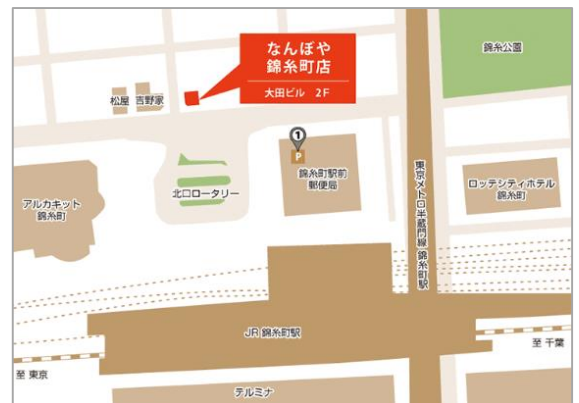 なんぼや
錦糸町店
大田ビル 2F
錦糸公園
松屋
吉野家
1
P
錦糸町駅前
郵便局
北口ロータリー
アルカキット
錦糸町
東京メトロ半蔵門線 錦糸町駅
ロッテシティホテル
錦糸町
JR 錦糸町駅
至 東京
至 千葉
テルミナ